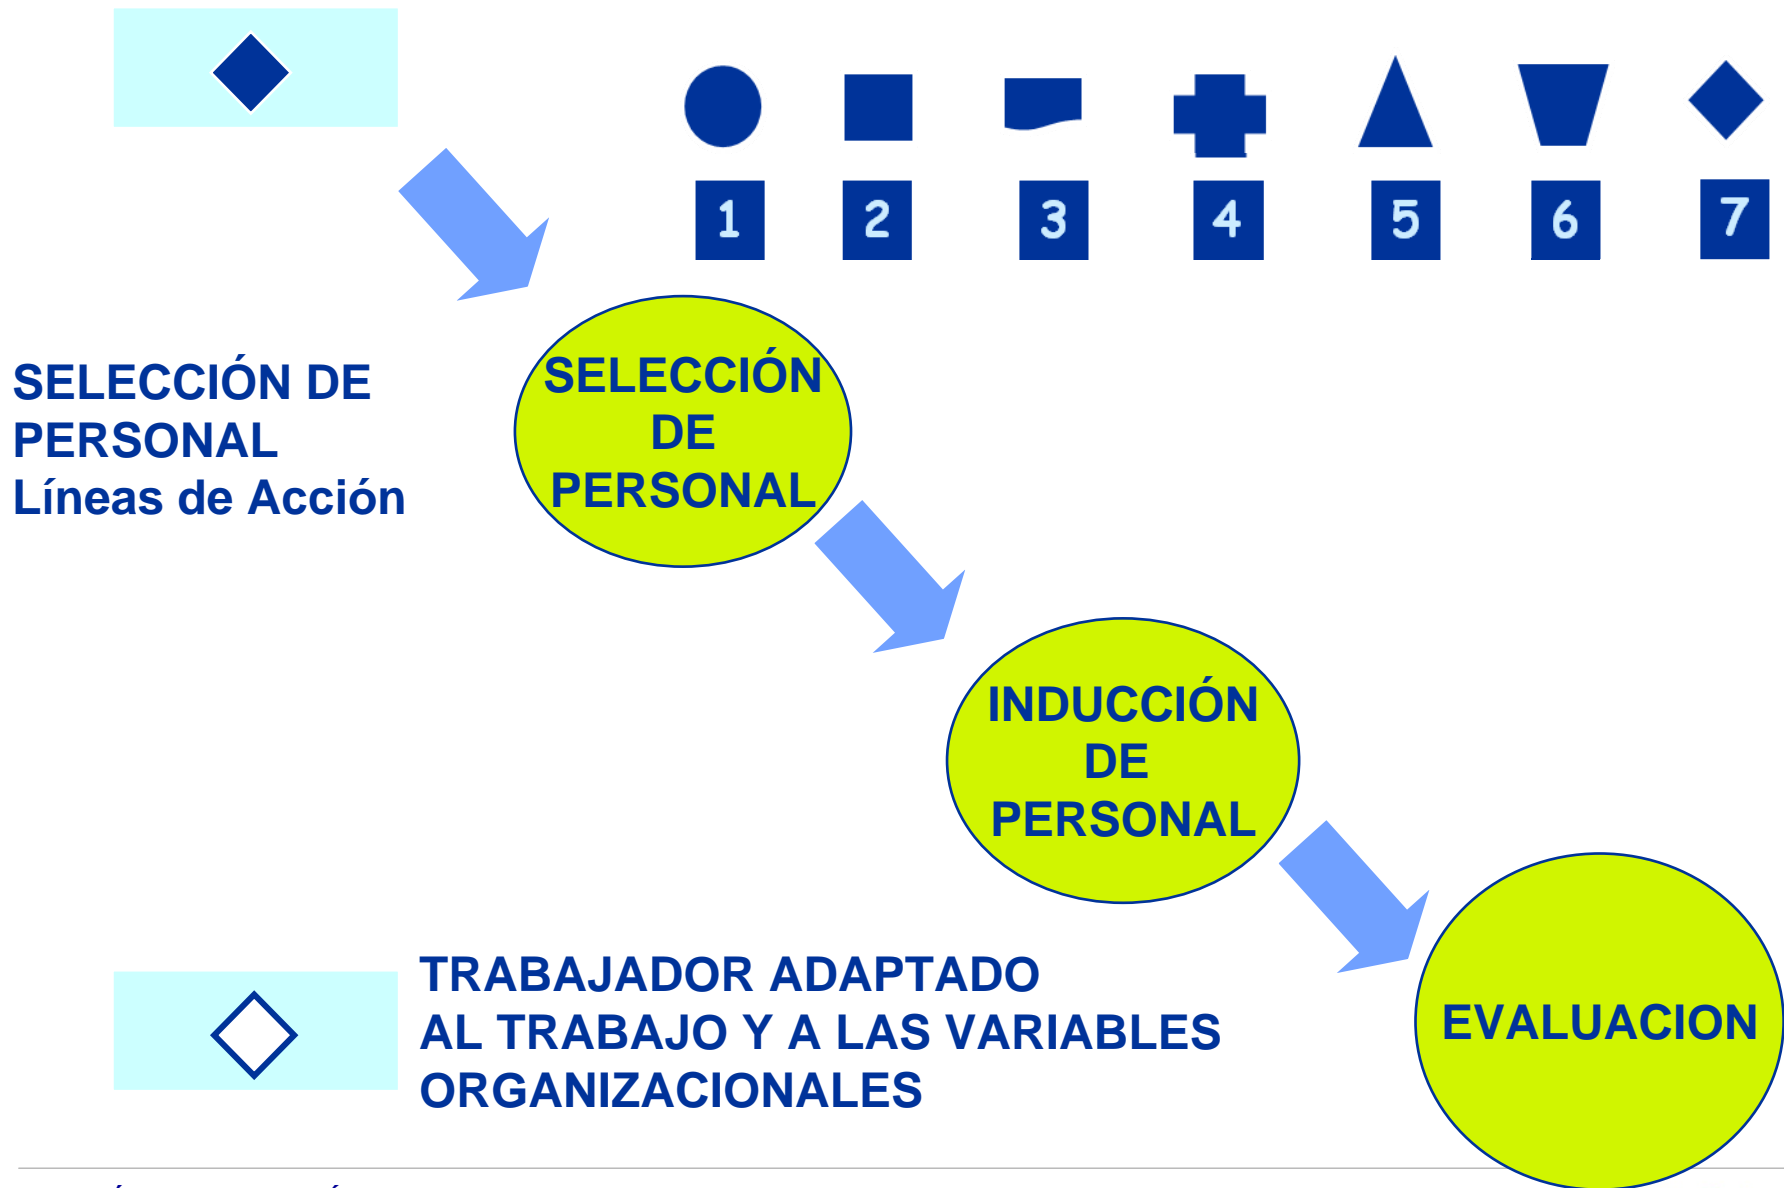 1 2 3 4 5 6 7
SELECCIÓN DE
PERSONAL
Líneas de Acción
SELECCIÓN
DE
PERSONAL
INDUCCIÓN
DE
PERSONAL
TRABAJADOR ADAPTADO
AL TRABAJO Y A LAS VARIABLES
ORGANIZACIONALES
EVALUACION